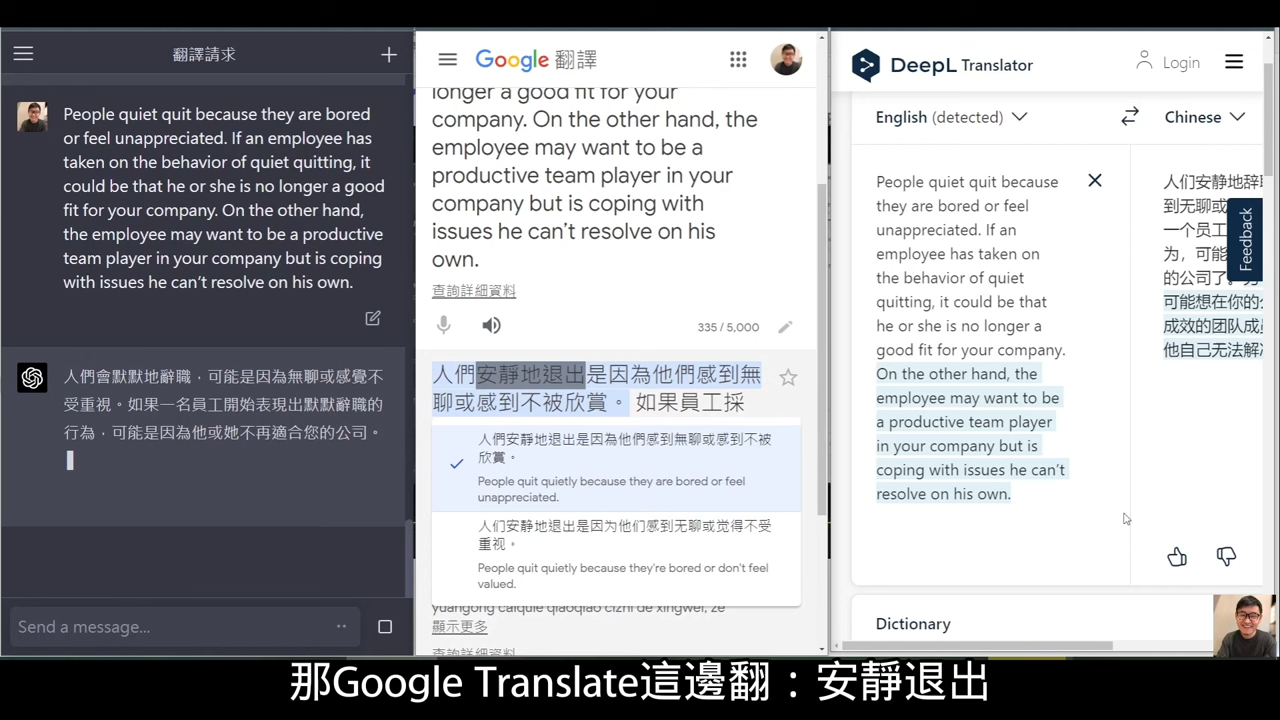 翻譯請求
People quiet quit because they are bored
or feel unappreciated. If an employee has
taken on the behavior of quiet quitting, it
could be that he or she is no longer a good
fit for your company. On the other hand,
the employee may want to be a productive
team player in your company but is coping
with issues he can’t resolve on his own.
人們會默默地辭職，可能是因為無聊或感覺不
受重視。如果一名員工開始表現出默默辭職的
行為，可能是因為他或她不再適合您的公司。
Send a message...
Google 翻譯
longer a good fit for your
company. On the other hand, the
employee may want to be a
productive team player in your
company but is coping with
issues he can’t resolve on his
own.
查詢詳細資料
335 / 5,000
人們安靜地退出是因為他們感到無
聊或感到不被欣賞。 如果員工採
人們安靜地退出是因為他們感到無聊或感到不被
欣賞。
People quit quietly because they are bored or feel
unappreciated.
人们安静地退出是因为他们感到无聊或觉得不受
重视。
People quit quietly because they're bored or don't feel
valued.
yuangong caiqule qiaoqiao cizhi de xingwei, ze
顯示更多
查詢詳細資料
DeepL Translator
Login
English (detected)
Chinese
People quiet quit because
they are bored or feel
unappreciated. If an
employee has taken on
the behavior of quiet
quitting, it could be that
he or she is no longer a
good fit for your company.
On the other hand, the
employee may want to be
a productive team player
in your company but is
coping with issues he can’t
resolve on his own.
人们安静地辞
到无聊或
一个员工
为，可能
的公司了。
可能想在你的
成效的团队成
他自己无法解
Feedback
Dictionary
那Google Translate這邊翻：安靜退出